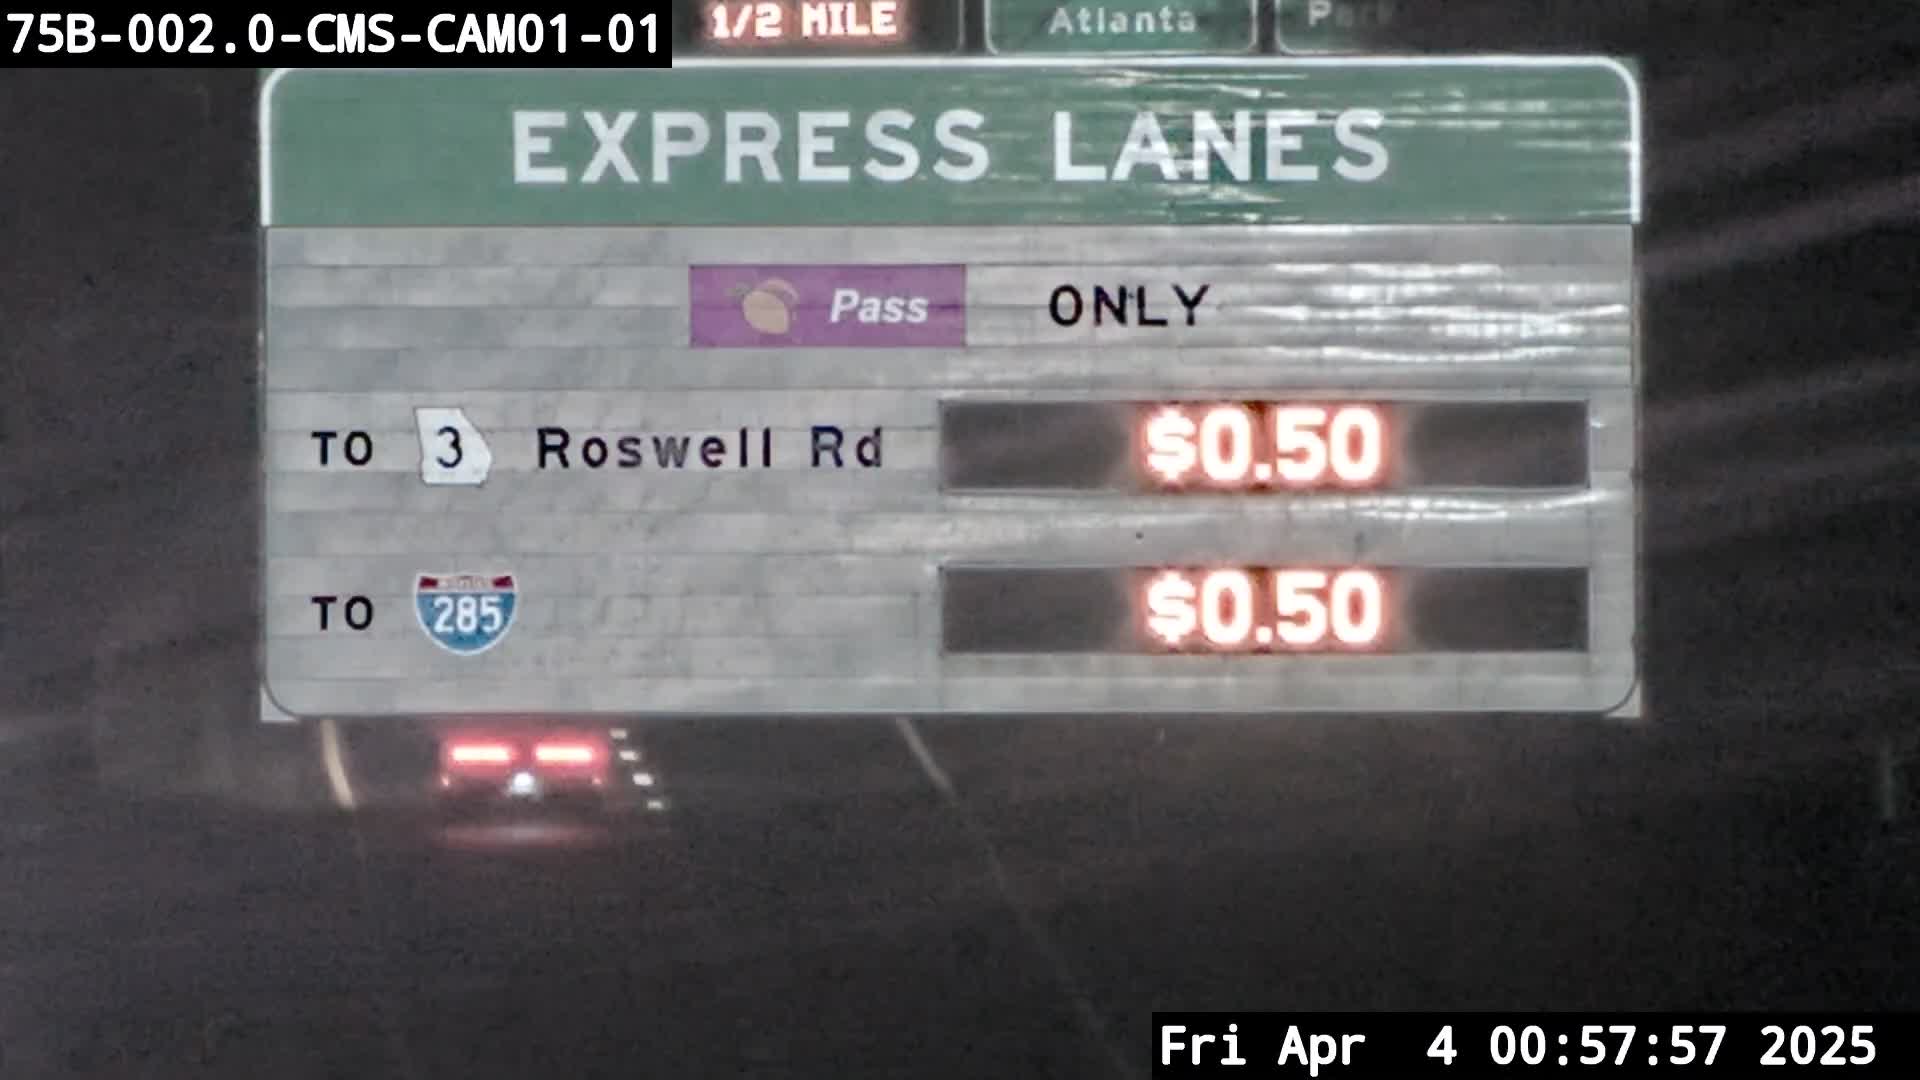 75B-002.0-CMS-CAM01-01
1/2 MILE
Atlanta
EXPRESS LANES
Pass ONLY
TO 3 Roswell Rd $0.50
TO 285 $0.50
Fri Apr 4 00:57:57 2025